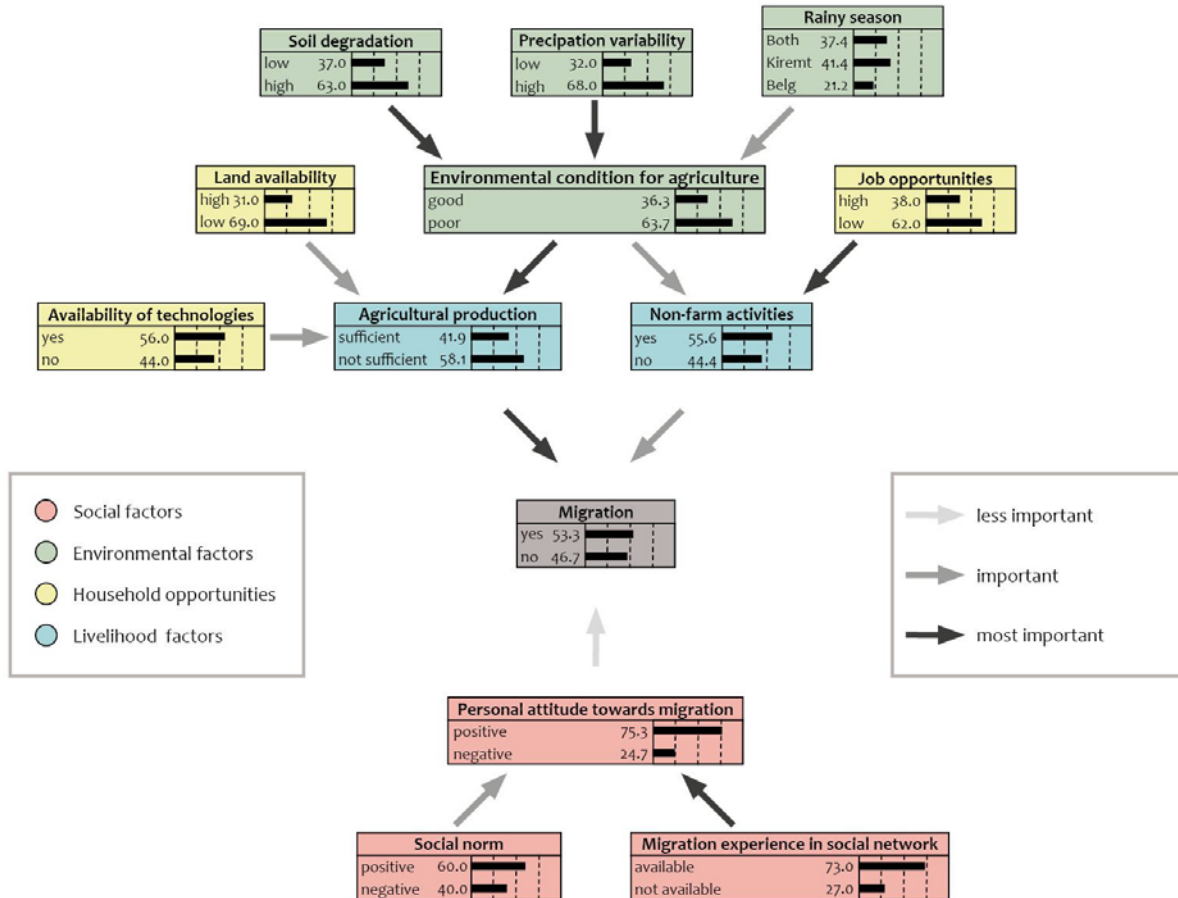 Soil degradation
low 37.0
high 63.0
Precipation variability
low 32.0
high 68.0
Rainy season
Both 37.4
Kiremt 41.4
Belg 21.2
Land availability
high 31.0
low 69.0
Environmental condition for agriculture
good 36.3
poor 63.7
Job opportunities
high 38.0
low 62.0
Availability of technologies
yes 56.0
no 44.0
Agricultural production
sufficient 41.9
not sufficient 58.1
Non-farm activities
yes 55.6
no 44.4
Social factors
Environmental factors
Household opportunities
Livelihood factors
Migration
yes 53.3
no 46.7
less important
important
most important
Personal attitude towards migration
positive 75.3
negative 24.7
Social norm
positive 60.0
negative 40.0
Migration experience in social network
available 73.0
not available 27.0